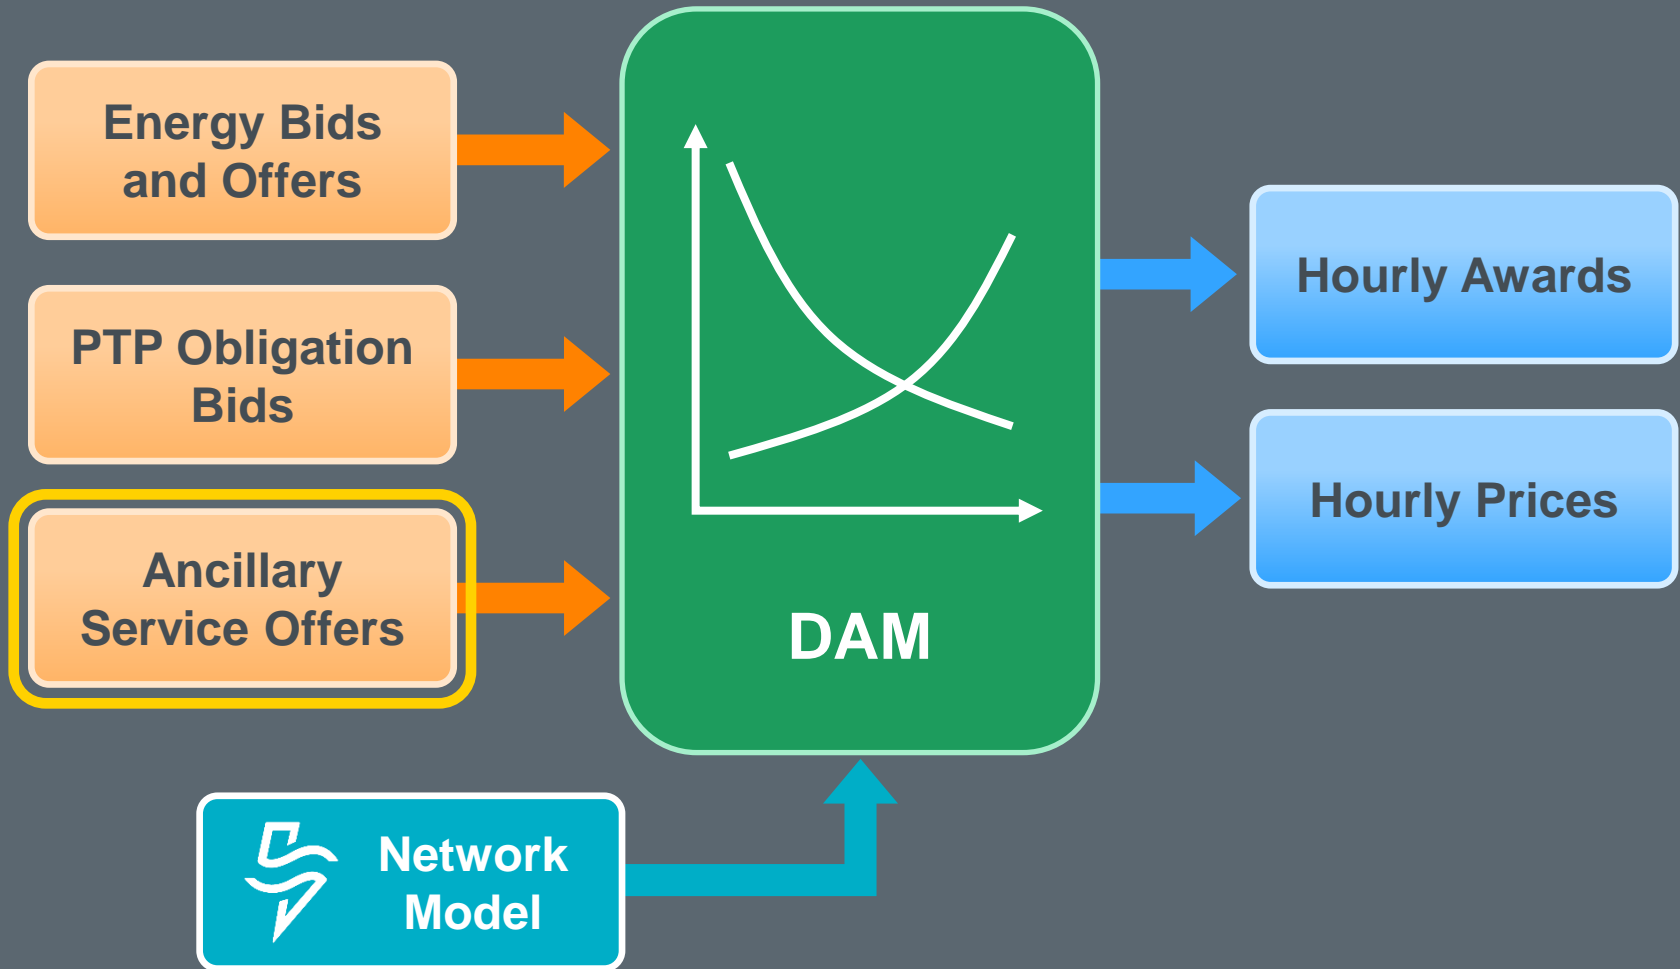 Energy Bids
and Offers
PTP Obligation
Bids
Ancillary
Service Offers
DAM
Hourly Awards
Hourly Prices
Network
Model